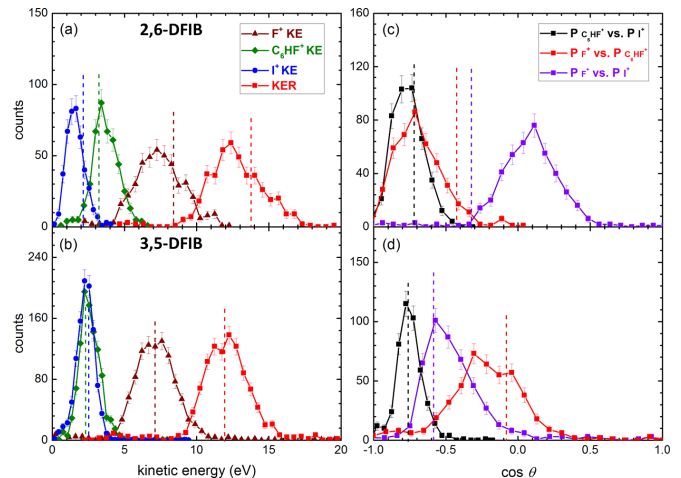 (a)
2,6-DFIB
F⁺ KE
C₆HF⁺ KE
I⁺ KE
KER
150
100
50
0
counts
(b)
3,5-DFIB
240
160
80
0
counts
0 5 10 15 20
kinetic energy (eV)
(c)
P C₆HF⁺ vs. P I⁺
P F⁺ vs. P C₆HF⁺
P F⁺ vs. P I⁺
160
120
80
40
0
(d)
150
100
50
0
-1.0 -0.5 0.0 0.5 1.0
cos θ